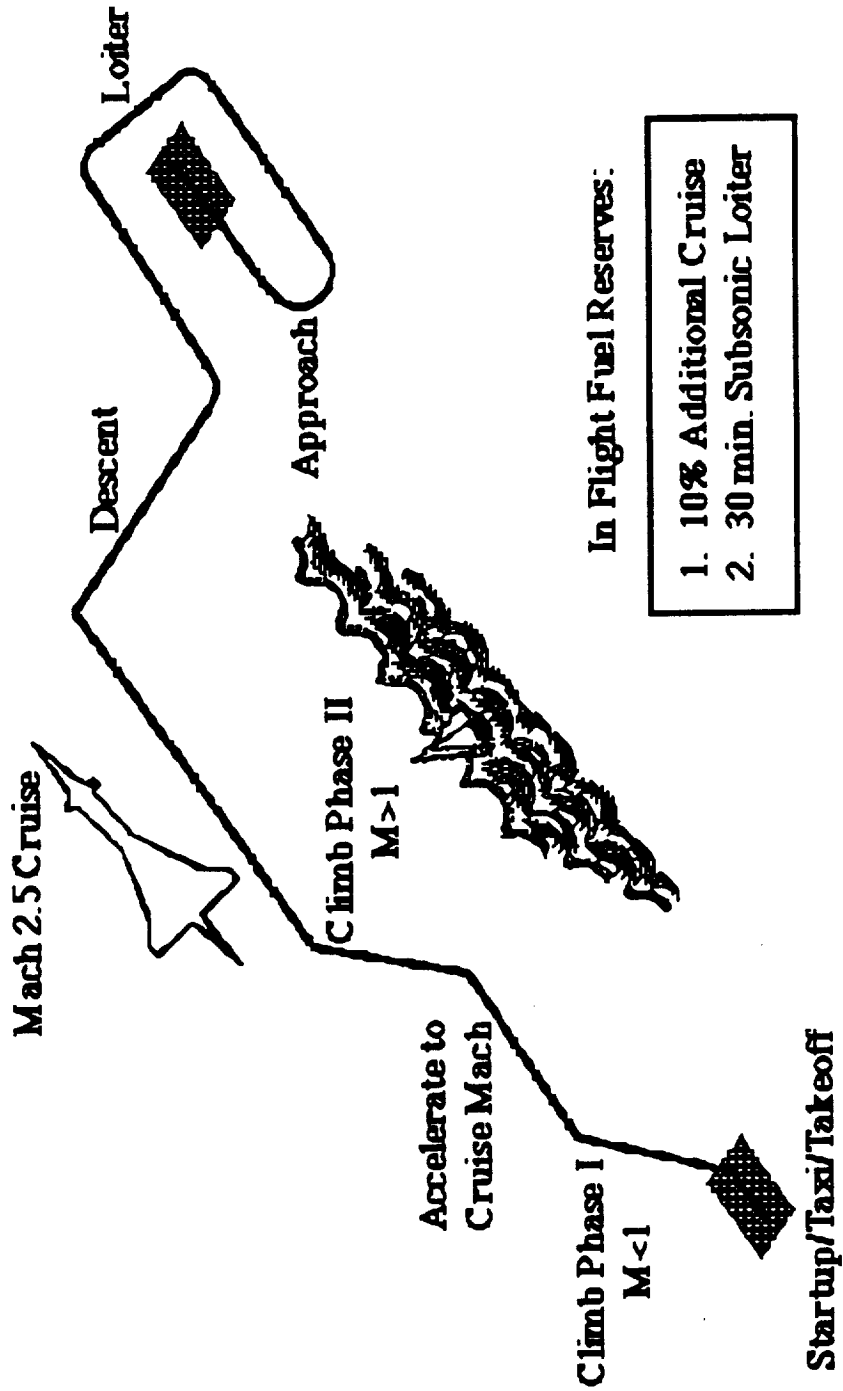 Mach 2.5 Cruise
Descent
Loiter
Climb Phase II
M>1
Approach
Accelerate to
Cruise Mach
Climb Phase I
M<1
Startup/Taxi/Takeoff
In Flight Fuel Reserves:
1. 10% Additional Cruise
2. 30 min. Subsonic Loiter